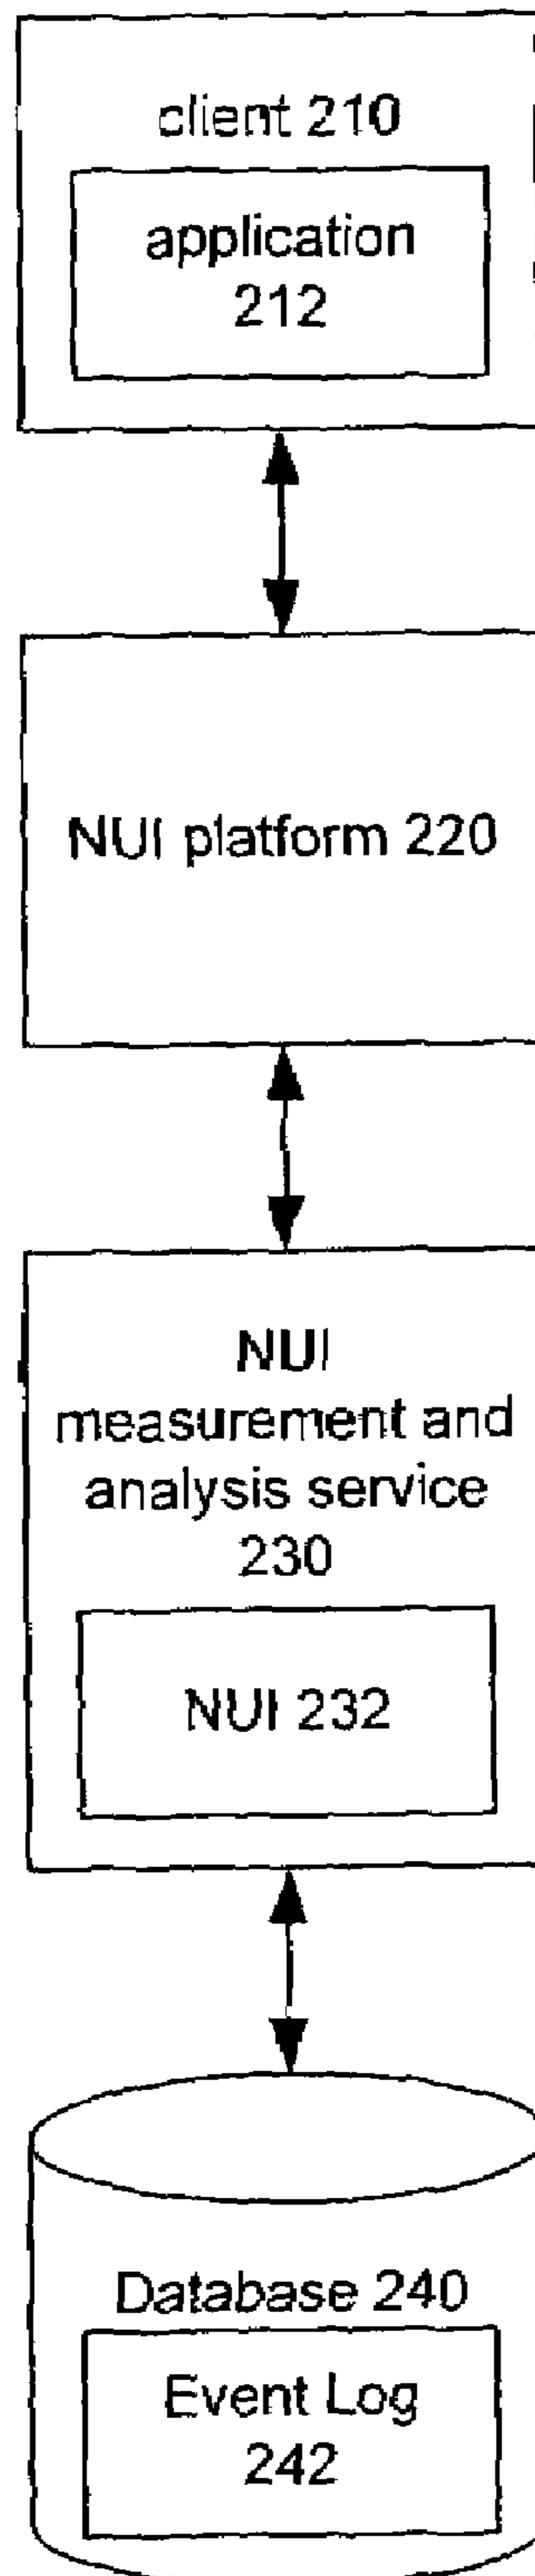 client 210
application
212
NUI platform 220
NUI
measurement and
analysis service
230
NUI 232
Database 240
Event Log
242